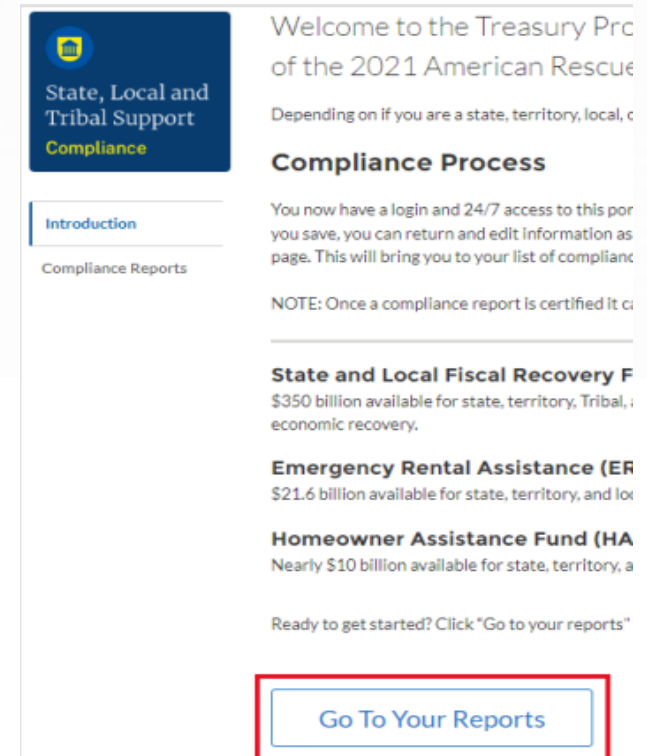 State, Local and
Tribal Support
Compliance
Introduction
Compliance Reports
Welcome to the Treasury Pro
of the 2021 American Rescue
Depending on if you are a state, territory, local,
Compliance Process
You now have a login and 24/7 access to this por
you save, you can return and edit information as
page. This will bring you to your list of complianc
NOTE: Once a compliance report is certified it ca
State and Local Fiscal Recovery F
$350 billion available for state, territory, Tribal,
economic recovery.
Emergency Rental Assistance (ER
$21.6 billion available for state, territory, and loc
Homeowner Assistance Fund (HA
Nearly $10 billion available for state, territory, a
Ready to get started? Click "Go to your reports"
Go To Your Reports